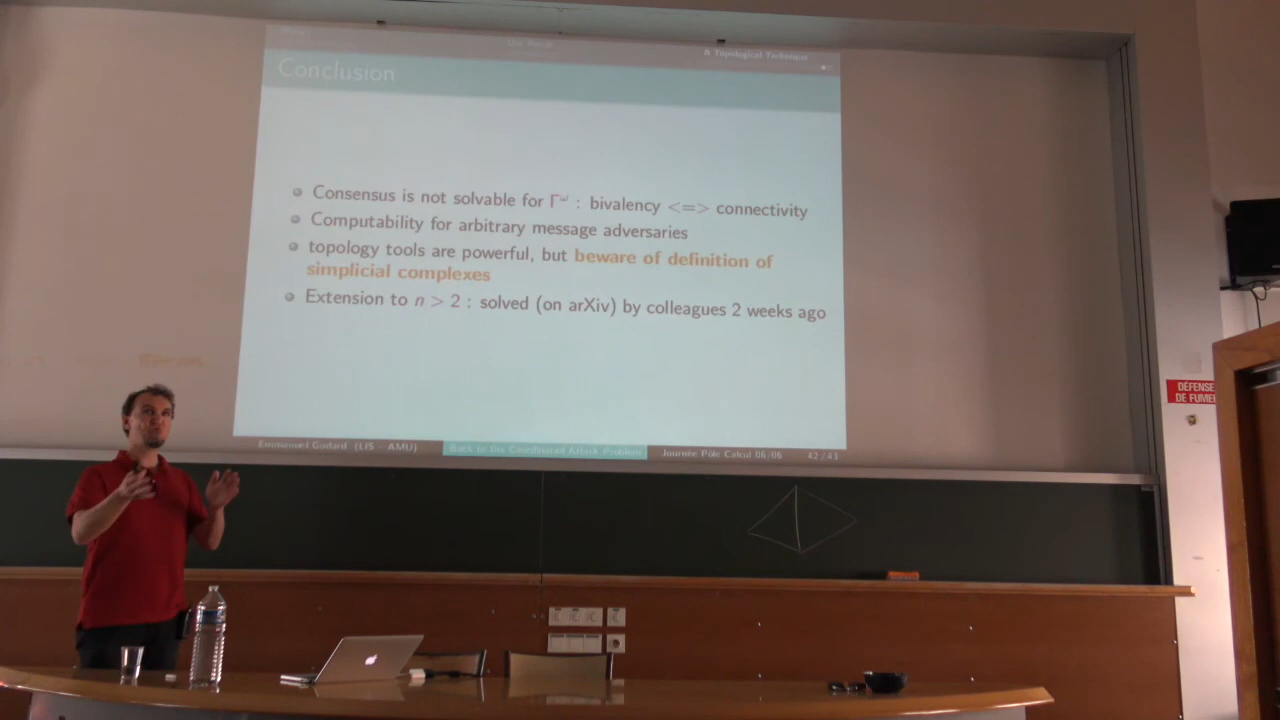 A Topological Technique
Conclusion
Consensus is not solvable for Γ^ω : bivalency <=> connectivity
Computability for arbitrary message adversaries
topology tools are powerful, but beware of definition of
simplicial complexes
Extension to n > 2 : solved (on arXiv) by colleagues 2 weeks ago
Emmanuel Godard (LIS - AMU) Back to the Coordinated Attack Problem Journée Pôle Calcul 06/06 42 / 43
DÉFENSE
DE FUME